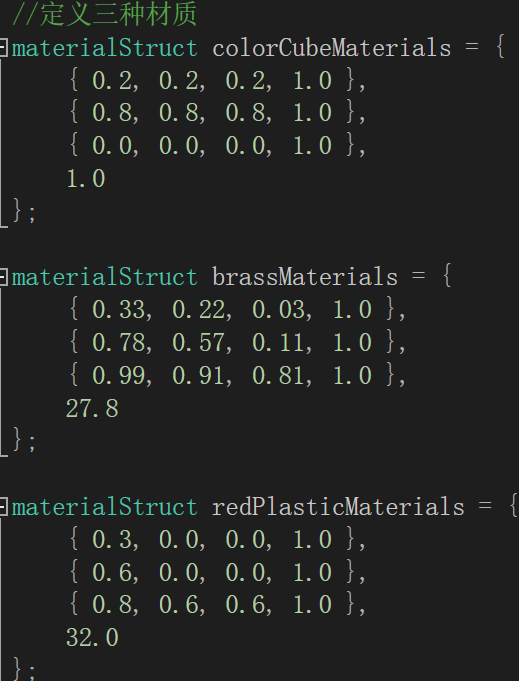 //定义三种材质
materialStruct colorCubeMaterials = {
{ 0.2, 0.2, 0.2, 1.0 },
{ 0.8, 0.8, 0.8, 1.0 },
{ 0.0, 0.0, 0.0, 1.0 },
1.0
};
materialStruct brassMaterials = {
{ 0.33, 0.22, 0.03, 1.0 },
{ 0.78, 0.57, 0.11, 1.0 },
{ 0.99, 0.91, 0.81, 1.0 },
27.8
};
materialStruct redPlasticMaterials = {
{ 0.3, 0.0, 0.0, 1.0 },
{ 0.6, 0.0, 0.0, 1.0 },
{ 0.8, 0.6, 0.6, 1.0 },
32.0
};